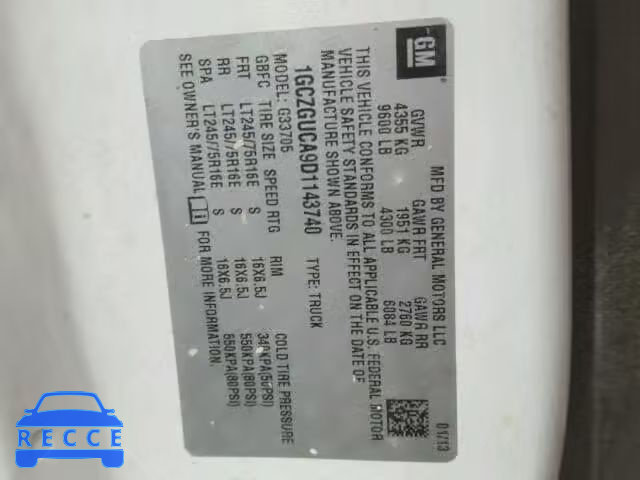 GM
MFD BY GENERAL MOTORS LLC 01/13
GVWR GAWR FRT GAWR RR
4355 KG 1951 KG 2760 KG
9600 LB 4300 LB 6084 LB
THIS VEHICLE CONFORMS TO ALL APPLICABLE U.S. FEDERAL MOTOR
VEHICLE SAFETY STANDARDS IN EFFECT ON THE DATE OF
MANUFACTURE SHOWN ABOVE.
1GCZGUCA9D1143740 TYPE: TRUCK
MODEL: G33705
GBFC TIRE SIZE SPEED RTG RIM COLD TIRE PRESSURE
FRT LT245/75R16E S 16X6.5J 340KPA(50PSI)
RR LT245/75R16E S 16X6.5J 550KPA(80PSI)
SPA LT245/75R16E S 16X6.5J 550KPA(80PSI)
SEE OWNER'S MANUAL FOR MORE INFORMATION.
RECCE